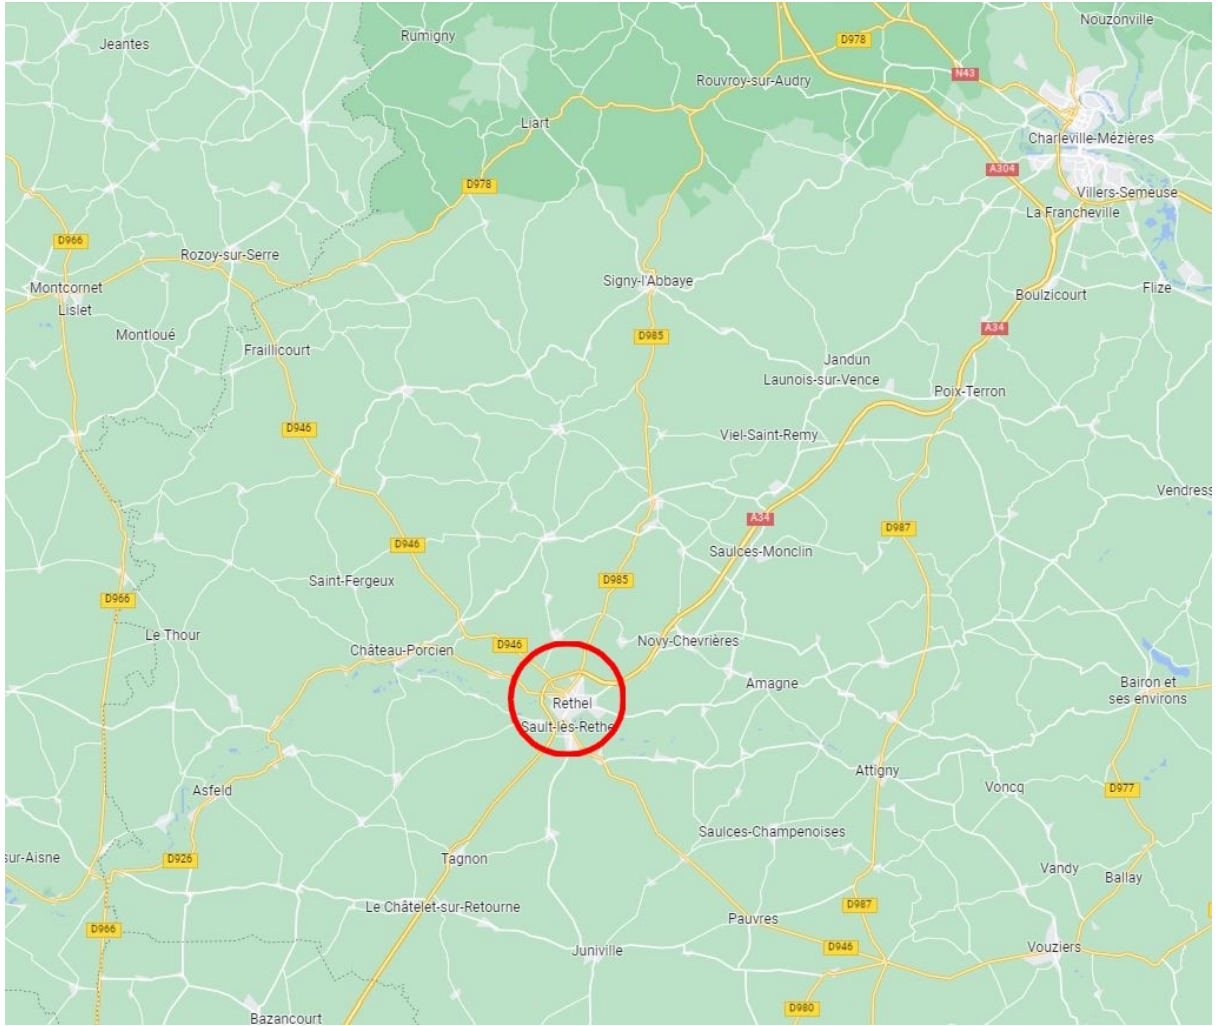 Nouzonville
Rumigny
Jeantes
D978
N43
Rouvroy-sur-Audry
Liart
Charleville-Mézières
A304
D978
Villers-Semeuse
La Francheville
D966
Rozoy-sur-Serre
Signy-l'Abbaye
Montcornet
Flize
Boulzicourt
Lislet
A34
Montloué
D985
Fraillicourt
Jandun
Launois-sur-Vence
Poix-Terron
D946
Viel-Saint-Remy
Vendress
A34
D987
D946
Saulces-Monclin
Saint-Fergeux
D985
D966
Le Thour
Novy-Chevrières
D946
Château-Porcien
Amagne
Bairon et
ses environs
Rethel
Sault-lès-Rethe
Attigny
Voncq
D977
Asfeld
Saulces-Champenoises
sur-Aisne
D926
Tagnon
Vandy
Ballay
D987
Le Châtelet-sur-Retourne
Pauvres
D966
D946
Vouziers
Juniville
D980
Bazancourt